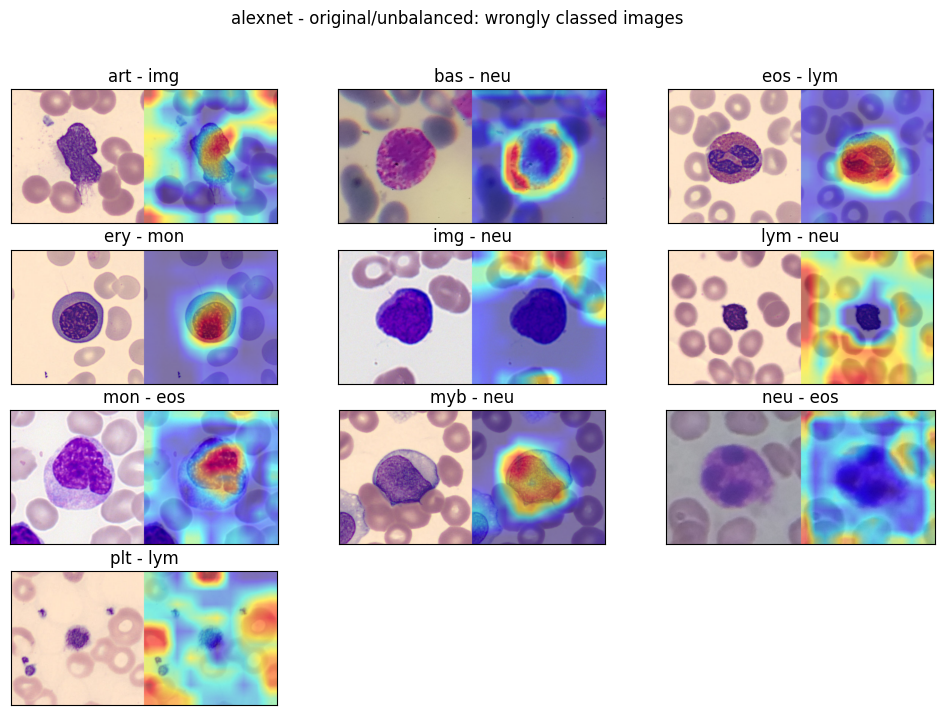 alexnet - original/unbalanced: wrongly classed images
art - img
bas - neu
eos - lym
ery - mon
img - neu
lym - neu
mon - eos
myb - neu
neu - eos
plt - lym